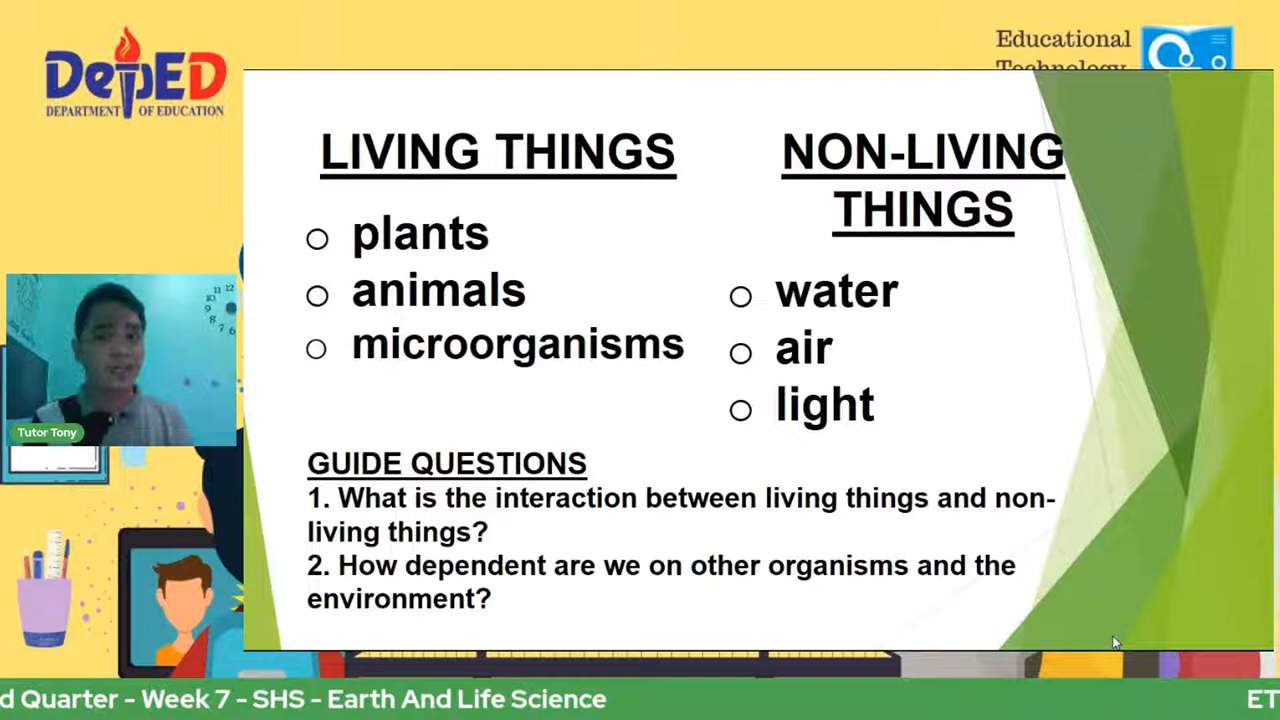 DepED
DEPARTMENT OF EDUCATION
Educational
Technology
LIVING THINGS
plants
animals
microorganisms
NON-LIVING
THINGS
water
air
light
Tutor Tony
GUIDE QUESTIONS
1. What is the interaction between living things and non-
living things?
2. How dependent are we on other organisms and the
environment?
d Quarter - Week 7 - SHS - Earth And Life Science
ET